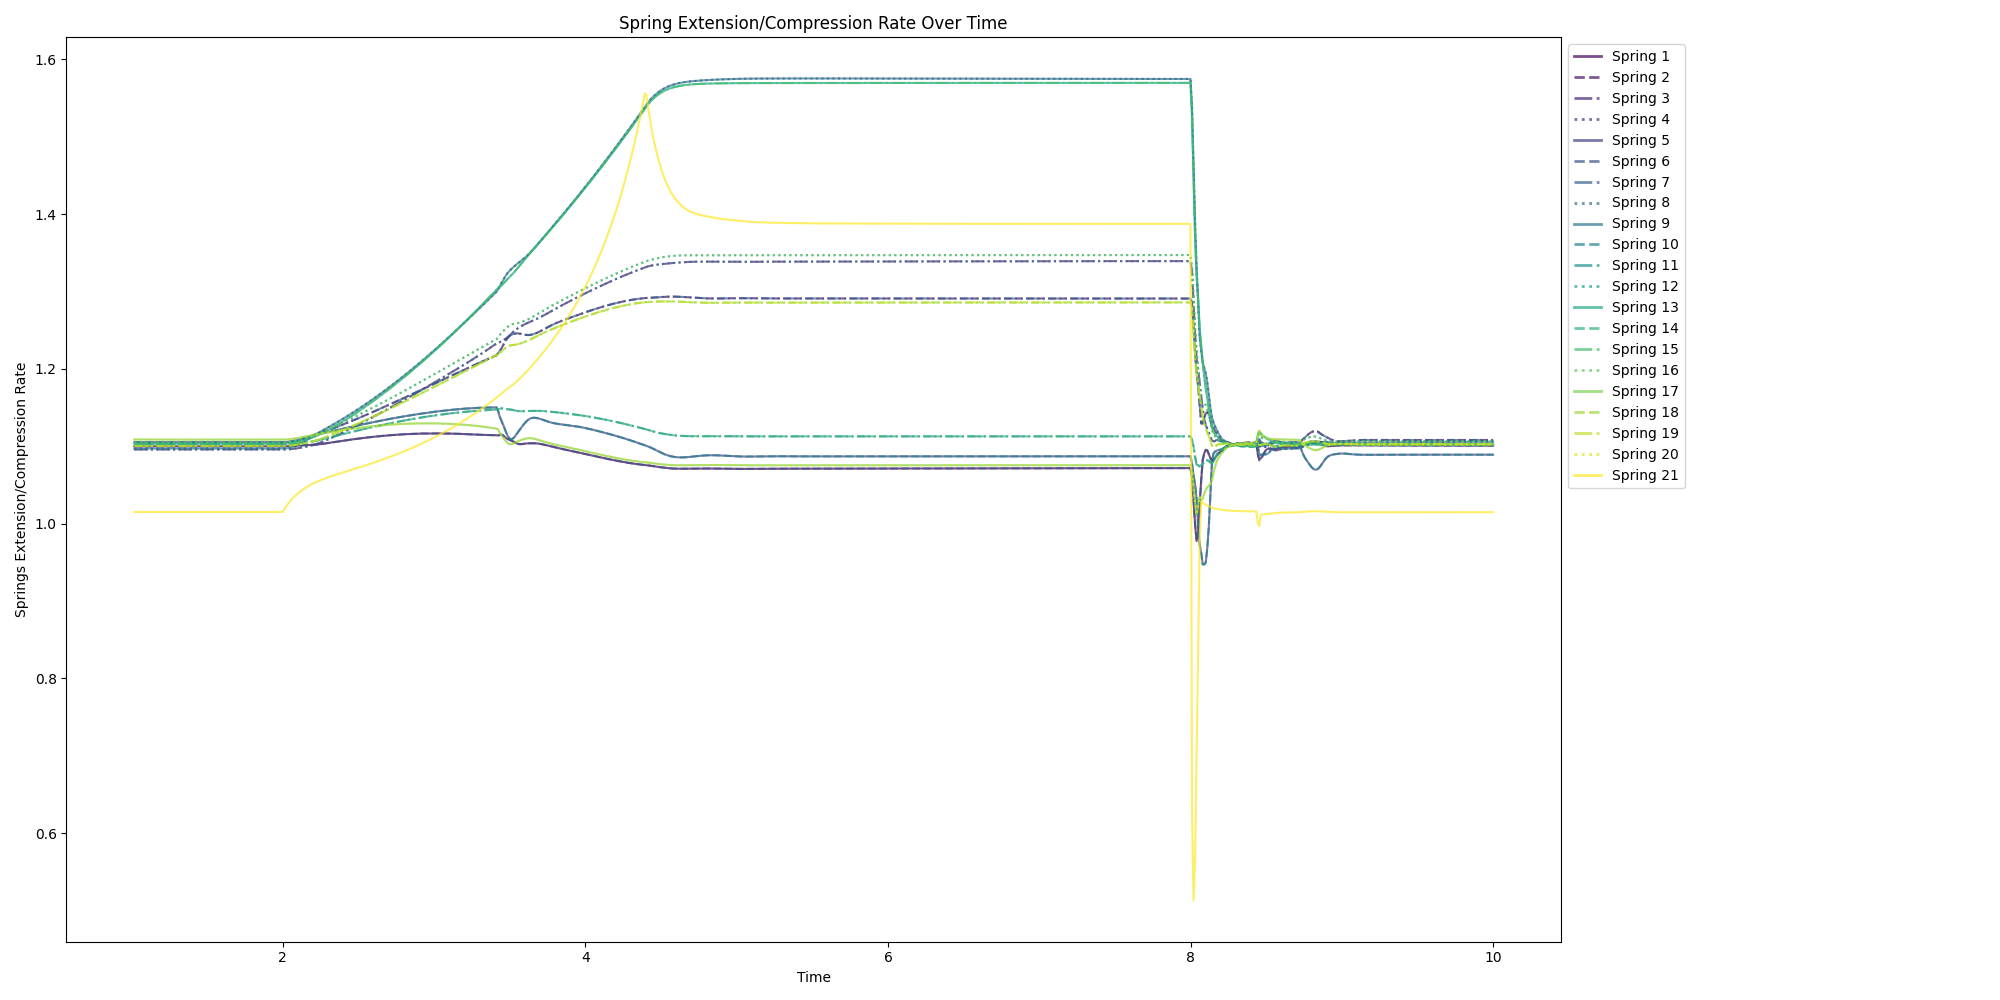 Spring Extension/Compression Rate Over Time
Springs Extension/Compression Rate
1.6
1.4
1.2
1.0
0.8
0.6
2
4
6
8
10
Time
Spring 1
Spring 2
Spring 3
Spring 4
Spring 5
Spring 6
Spring 7
Spring 8
Spring 9
Spring 10
Spring 11
Spring 12
Spring 13
Spring 14
Spring 15
Spring 16
Spring 17
Spring 18
Spring 19
Spring 20
Spring 21